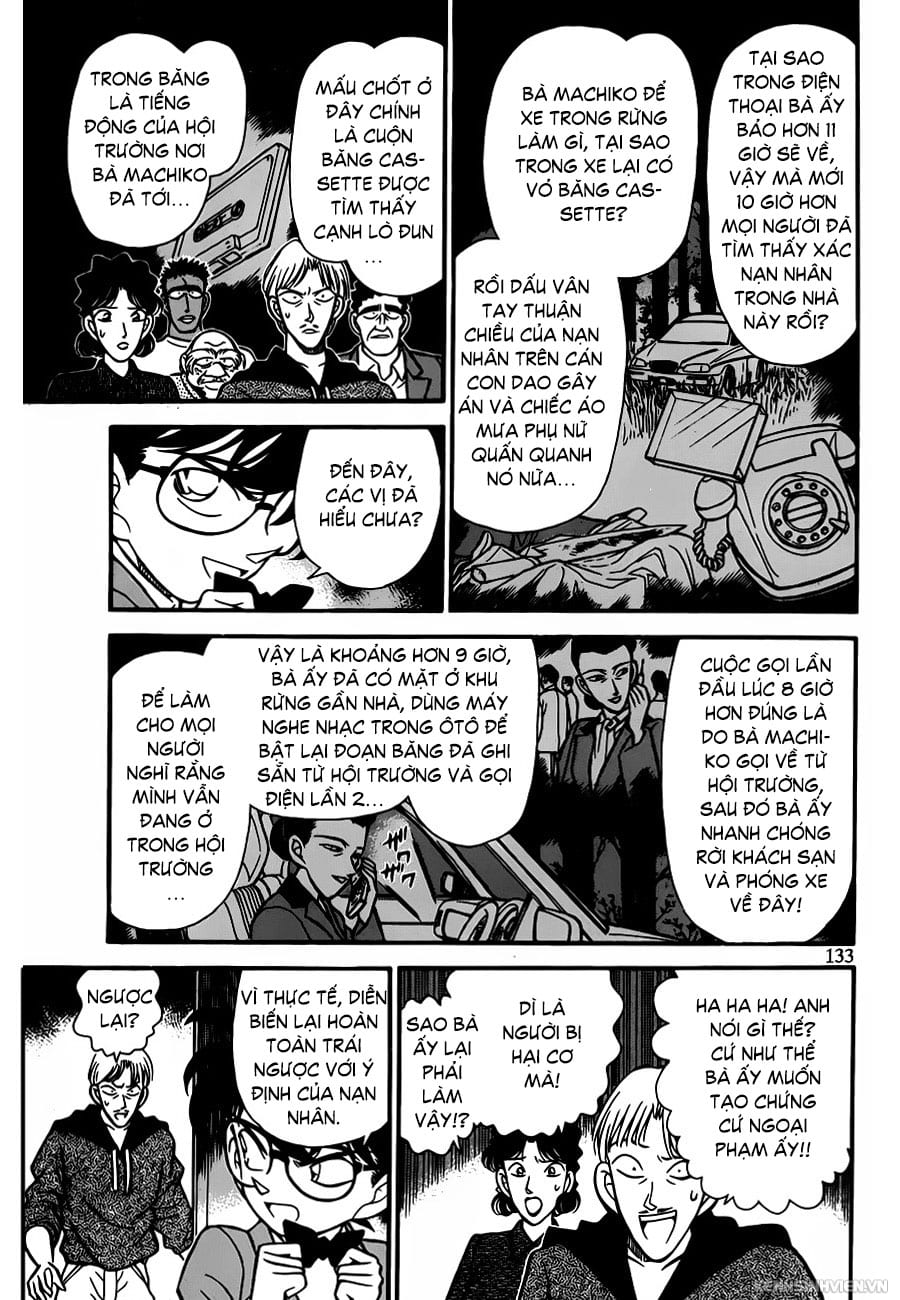 TẠI SAO
TRONG ĐIỆN
THOẠI BÀ ẤY
BẢO HƠN 11
GIỜ SẼ VỀ,
VẬY MÀ MỚI
10 GIỜ HƠN
MỌI NGƯỜI ĐÃ
TÌM THẤY XÁC
NẠN NHÂN
TRONG NHÀ
NÀY RỒI?
BÀ MACHIKO ĐỂ
XE TRONG RỪNG
LÀM GÌ, TẠI SAO
TRONG XE LẠI CÓ
VỎ BĂNG CAS-
SETTE?
RỒI DẤU VÂN
TAY THUẬN
CHIỀU CỦA NẠN
NHÂN TRÊN CÁN
CON DAO GÂY
ÁN VÀ CHIẾC ÁO
MƯA PHỤ NỮ
QUẤN QUANH
NÓ NỮA...
MẤU CHỐT Ở
ĐÂY CHÍNH
LÀ CUỘN
BĂNG CAS-
SETTE ĐƯỢC
TÌM THẤY
CẠNH LÒ ĐUN
...
TRONG BĂNG
LÀ TIẾNG
ĐỘNG CỦA HỘI
TRƯỜNG NƠI
BÀ MACHIKO
ĐÃ TỚI...
ĐẾN ĐÂY,
CÁC VỊ ĐÃ
HIỂU CHƯA?
CUỘC GỌI LẦN
ĐẦU LÚC 8 GIỜ
HƠN ĐÚNG LÀ
DO BÀ MACHI-
KO GỌI VỀ TỪ
HỘI TRƯỜNG,
SAU ĐÓ BÀ ẤY
NHANH CHÓNG
RỜI KHÁCH SẠN
VÀ PHÓNG XE
VỀ ĐÂY!
VẬY LÀ KHOẢNG HƠN 9 GIỜ,
BÀ ẤY ĐÃ CÓ MẶT Ở KHU
RỪNG GẦN NHÀ, DÙNG MÁY
NGHE NHẠC TRONG ÔTÔ ĐỂ
BẬT LẠI ĐOẠN BĂNG ĐÃ GHI
SẴN TỪ HỘI TRƯỜNG VÀ GỌI
ĐIỆN LẦN 2...
ĐỂ LÀM
CHO MỌI
NGƯỜI
NGHĨ RẰNG
MÌNH VẪN
ĐANG Ở
TRONG HỘI
TRƯỜNG
...
133
HA HA HA! ANH
NÓI GÌ THẾ?
CỨ NHƯ THỂ
BÀ ẤY MUỐN
TẠO CHỨNG
CỨ NGOẠI
PHẠM ẤY!!
DÌ LÀ
NGƯỜI BỊ
HẠI CƠ
MÀ!
SAO BÀ
ẤY LẠI
PHẢI
LÀM
VẬY!?
VÌ THỰC TẾ, DIỄN
BIẾN LẠI HOÀN
TOÀN TRÁI
NGƯỢC VỚI Ý
ĐỊNH CỦA NẠN
NHÂN.
NGƯỢC
LẠI?